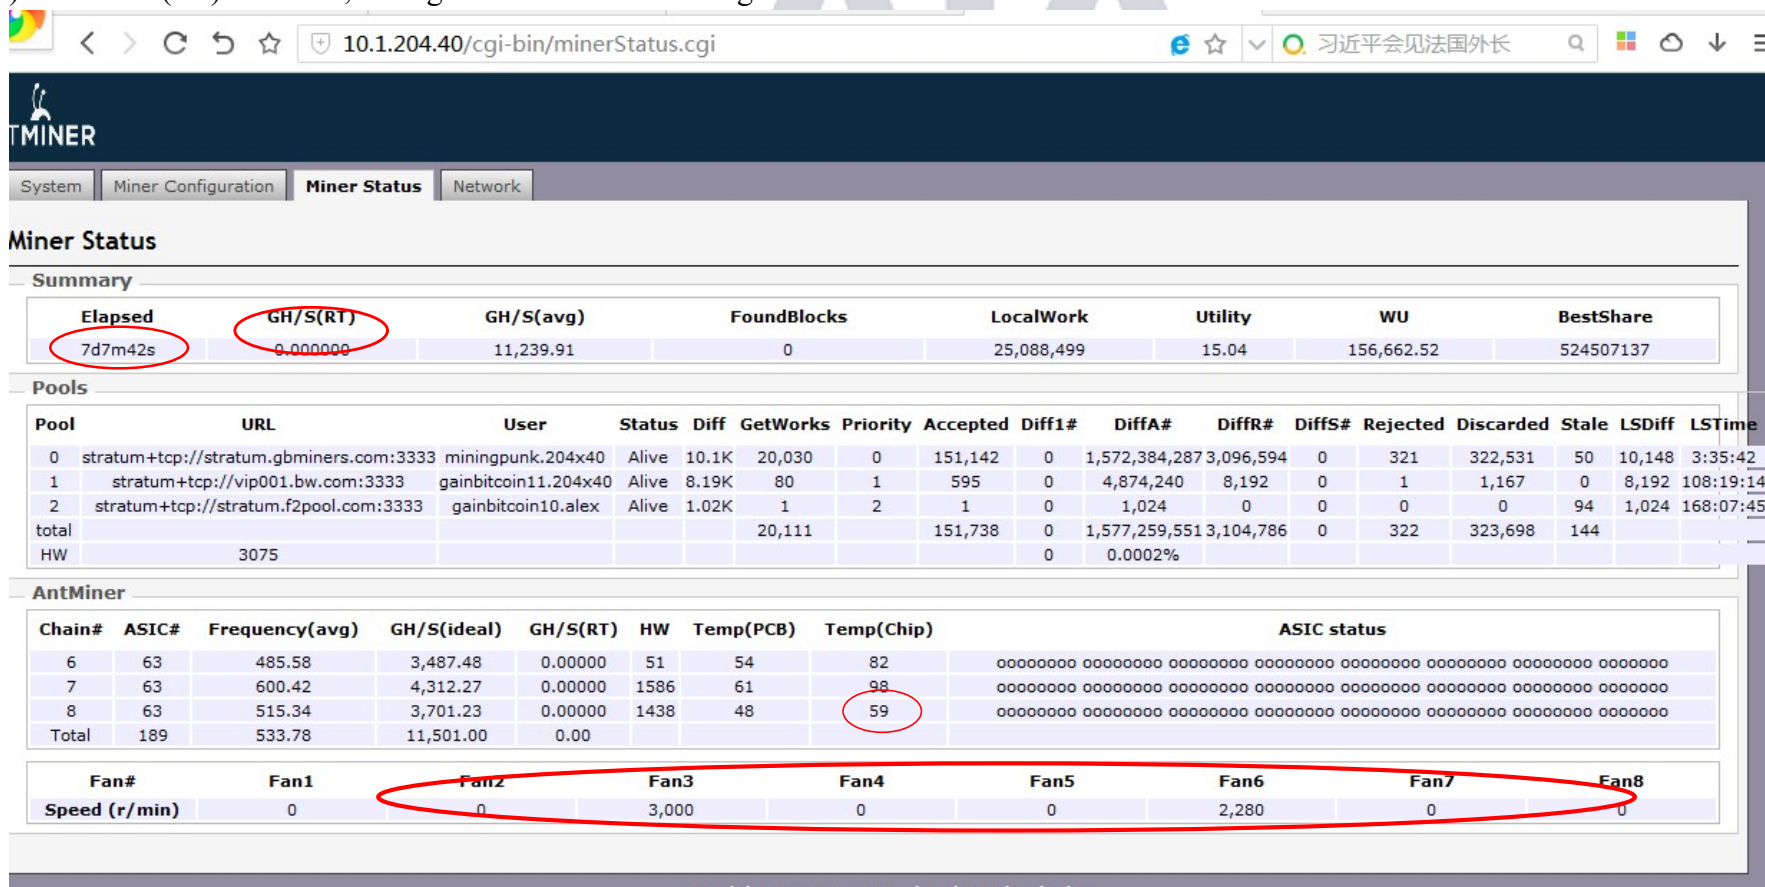 10.1.204.40/cgi-bin/minerStatus.cgi 习近平会见法国外长
TMINER
System Miner Configuration Miner Status Network
Miner Status
Summary
Elapsed GH/S(RT) GH/S(avg) FoundBlocks LocalWork Utility WU BestShare
7d7m42s 0.000000 11,239.91 0 25,088,499 15.04 156,662.52 524507137
Pools
Pool URL User Status Diff GetWorks Priority Accepted Diff1# DiffA# DiffR# DiffS# Rejected Discarded Stale LSDiff LSTime
0 stratum+tcp://stratum.gbminers.com:3333 miningpunk.204x40 Alive 10.1K 20,030 0 151,142 0 1,572,384,287 3,096,594 0 321 322,531 50 10,148 3:35:42
1 stratum+tcp://vip001.bw.com:3333 gainbitcoin11.204x40 Alive 8.19K 80 1 595 0 4,874,240 8,192 0 1 1,167 0 8,192 108:19:14
2 stratum+tcp://stratum.f2pool.com:3333 gainbitcoin10.alex Alive 1.02K 1 2 1 0 1,024 0 0 0 0 94 1,024 168:07:45
total 20,111 151,738 0 1,577,259,551 3,104,786 0 322 323,698 144
HW 3075 0 0.0002%
AntMiner
Chain# ASIC# Frequency(avg) GH/S(ideal) GH/S(RT) HW Temp(PCB) Temp(Chip) ASIC status
6 63 485.58 3,487.48 0.00000 51 54 82 oooooooo oooooooo oooooooo oooooooo oooooooo oooooooo oooooooo ooooooo
7 63 600.42 4,312.27 0.00000 1586 61 98 oooooooo oooooooo oooooooo oooooooo oooooooo oooooooo oooooooo ooooooo
8 63 515.34 3,701.23 0.00000 1438 48 59 oooooooo oooooooo oooooooo oooooooo oooooooo oooooooo oooooooo ooooooo
Total 189 533.78 11,501.00 0.00
Fan# Fan1 Fan2 Fan3 Fan4 Fan5 Fan6 Fan7 Fan8
Speed (r/min) 0 0 3,000 0 0 2,280 0 0